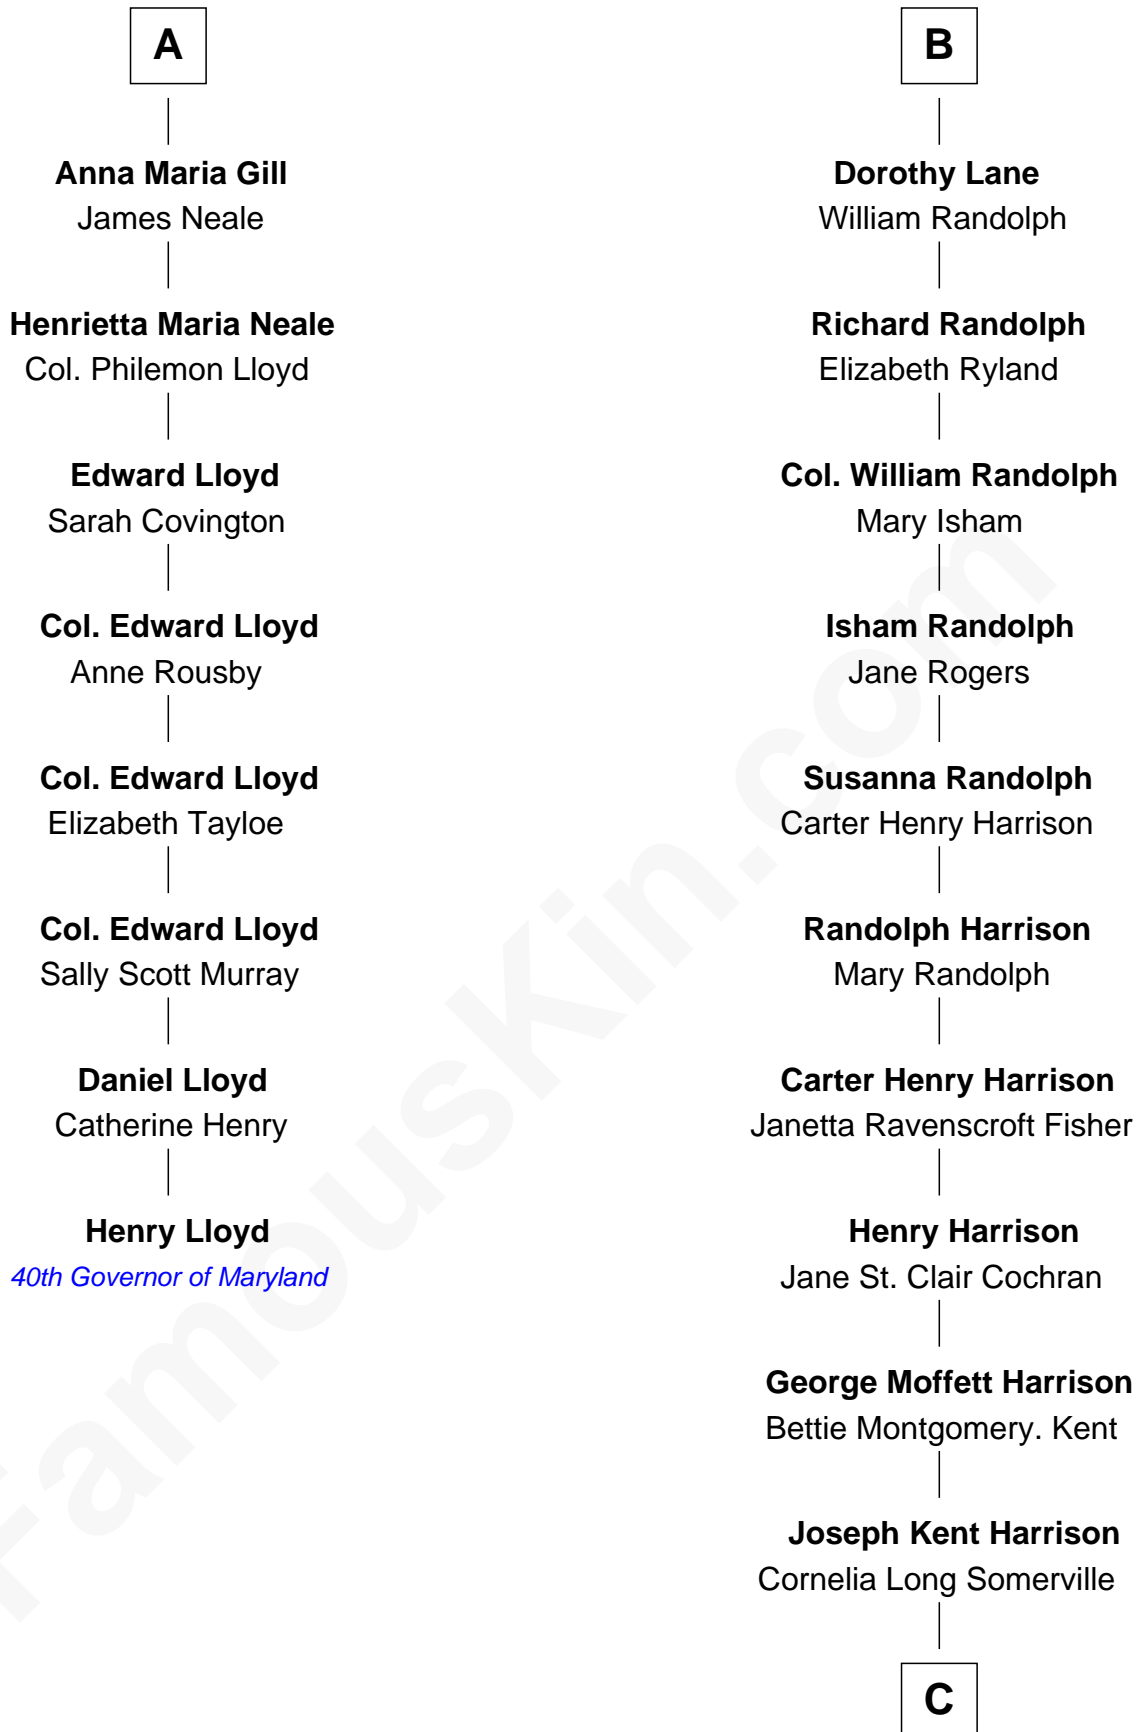 A
Anna Maria Gill
James Neale
Henrietta Maria Neale
Col. Philemon Lloyd
Edward Lloyd
Sarah Covington
Col. Edward Lloyd
Anne Rousby
Col. Edward Lloyd
Elizabeth Tayloe
Col. Edward Lloyd
Sally Scott Murray
Daniel Lloyd
Catherine Henry
Henry Lloyd
40th Governor of Maryland
B
Dorothy Lane
William Randolph
Richard Randolph
Elizabeth Ryland
Col. William Randolph
Mary Isham
Isham Randolph
Jane Rogers
Susanna Randolph
Carter Henry Harrison
Randolph Harrison
Mary Randolph
Carter Henry Harrison
Janetta Ravenscroft Fisher
Henry Harrison
Jane St. Clair Cochran
George Moffett Harrison
Bettie Montgomery. Kent
Joseph Kent Harrison
Cornelia Long Somerville
C
FamousKin.com